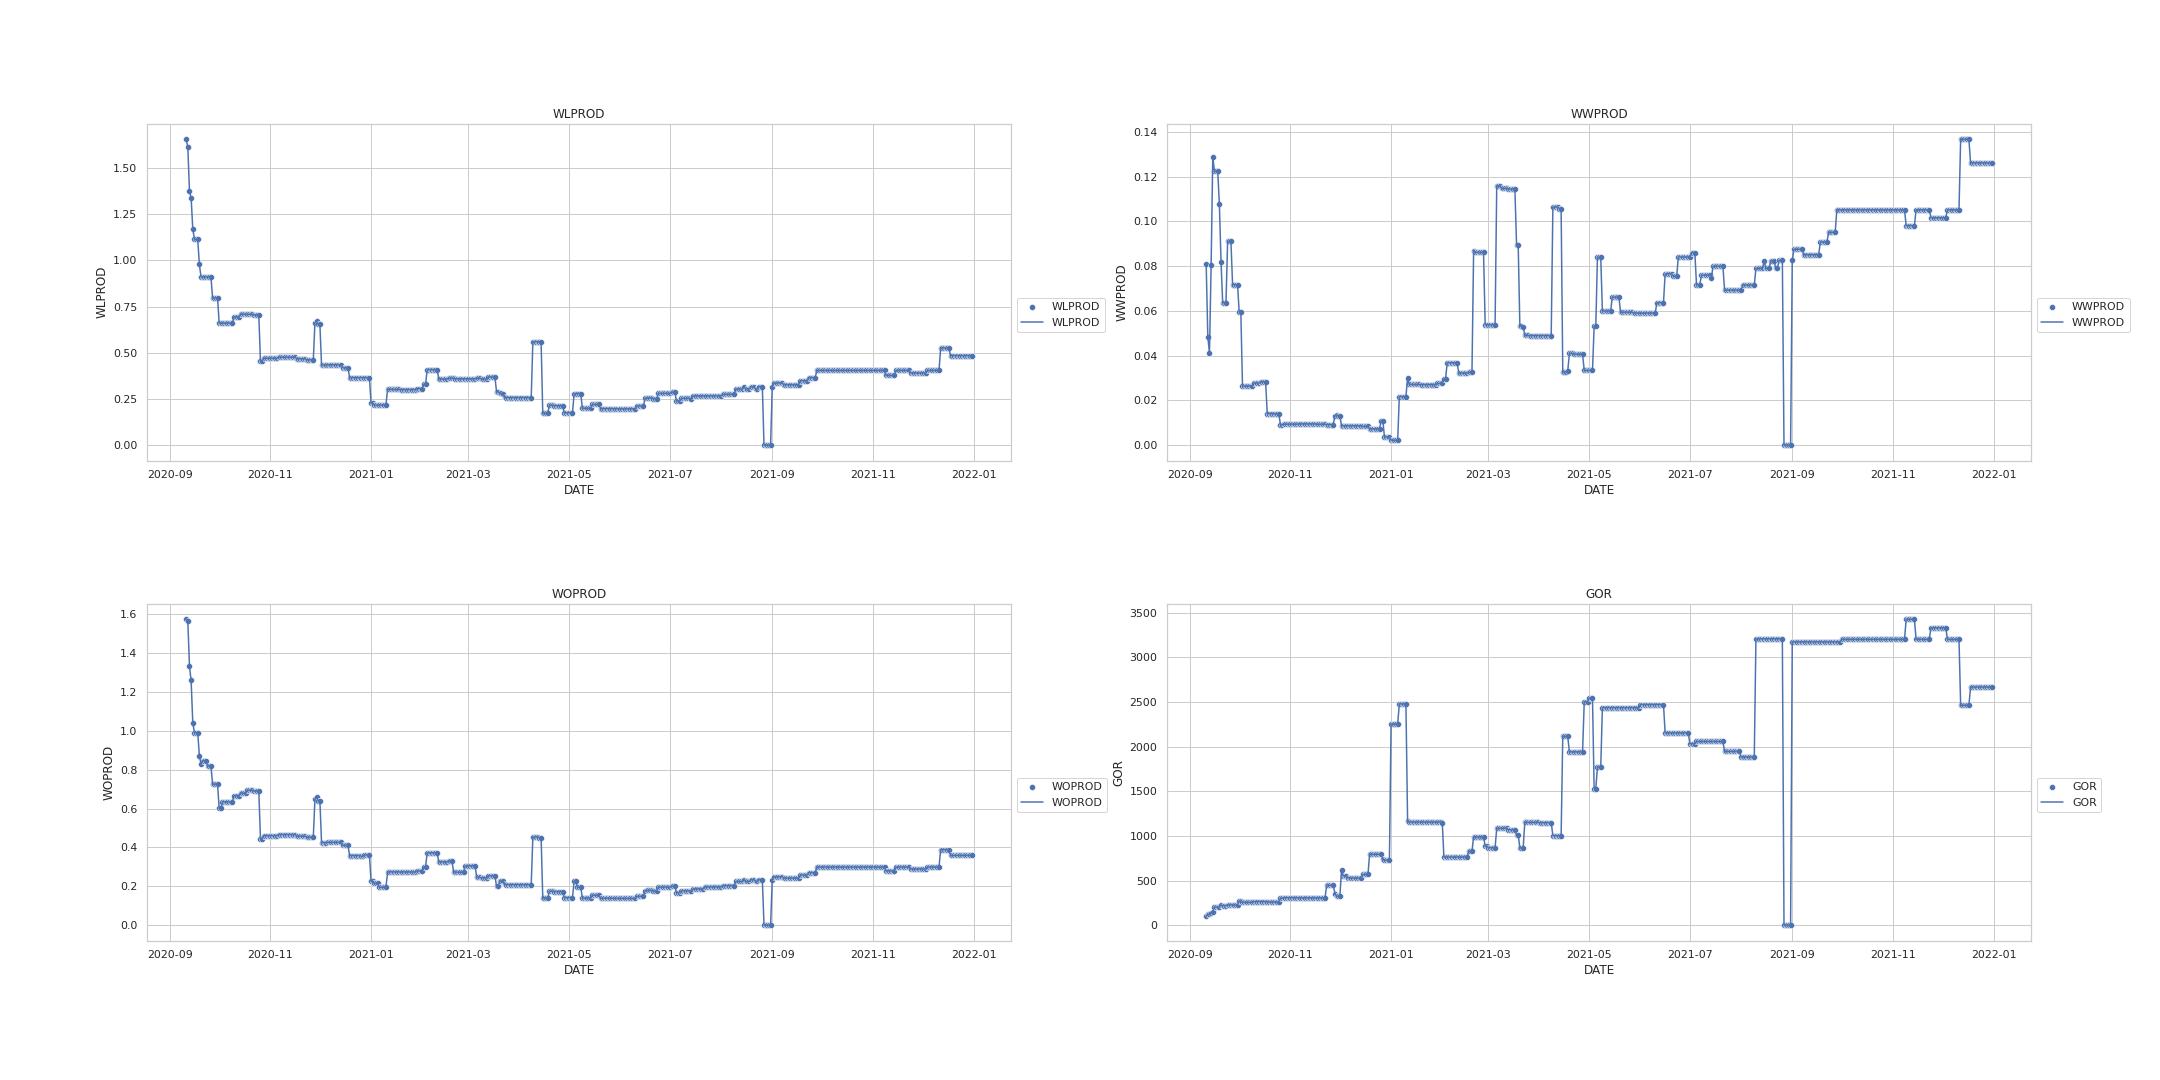 WLPROD
WLPROD
1.50
1.25
1.00
0.75
0.50
0.25
0.00
2020-09 2020-11 2021-01 2021-03 2021-05 2021-07 2021-09 2021-11 2022-01
DATE
WLPROD
WLPROD
WWPROD
WWPROD
0.14
0.12
0.10
0.08
0.06
0.04
0.02
0.00
2020-09 2020-11 2021-01 2021-03 2021-05 2021-07 2021-09 2021-11 2022-01
DATE
WWPROD
WWPROD
WOPROD
WOPROD
1.6
1.4
1.2
1.0
0.8
0.6
0.4
0.2
0.0
2020-09 2020-11 2021-01 2021-03 2021-05 2021-07 2021-09 2021-11 2022-01
DATE
WOPROD
WOPROD
GOR
GOR
3500
3000
2500
2000
1500
1000
500
0
2020-09 2020-11 2021-01 2021-03 2021-05 2021-07 2021-09 2021-11 2022-01
DATE
GOR
GOR